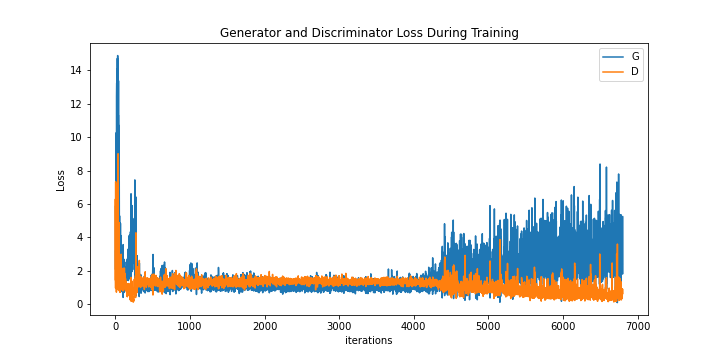 Generator and Discriminator Loss During Training
G
D
14
12
10
8
6
4
2
0
Loss
0 1000 2000 3000 4000 5000 6000 7000
iterations